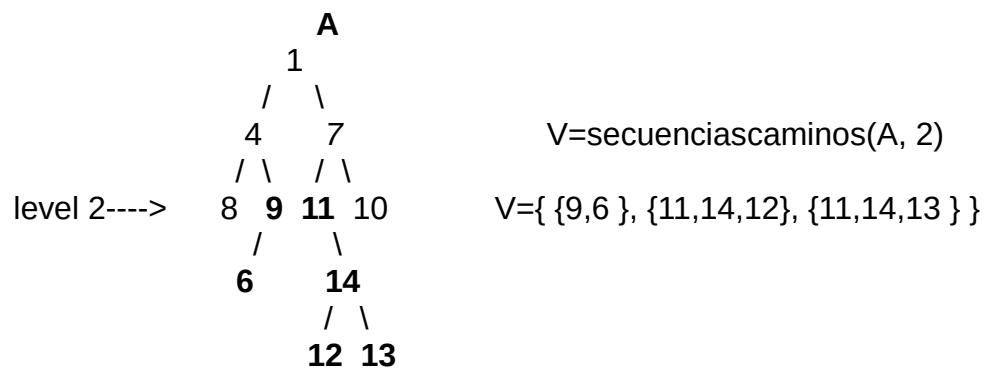 A
1
/ \
4 7 V=secuenciascaminos(A, 2)
/ \ / \
level 2----> 8 9 11 10 V={ {9,6 }, {11,14,12}, {11,14,13 } }
/ \
6 14
/ \
12 13